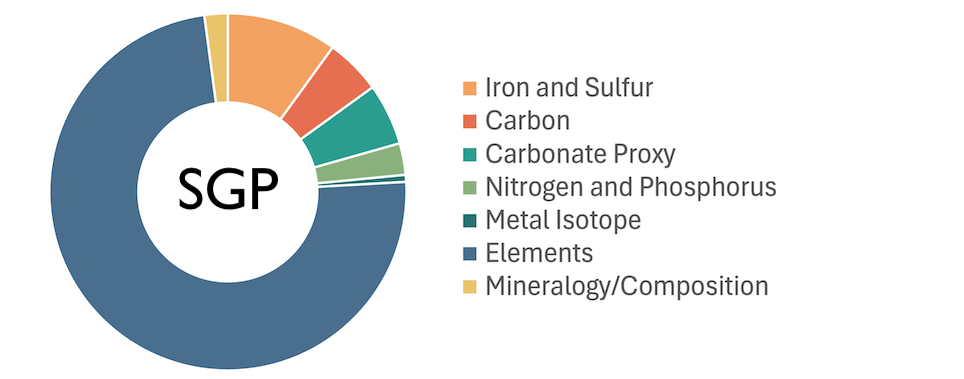 SGP
Iron and Sulfur
Carbon
Carbonate Proxy
Nitrogen and Phosphorus
Metal Isotope
Elements
Mineralogy/Composition